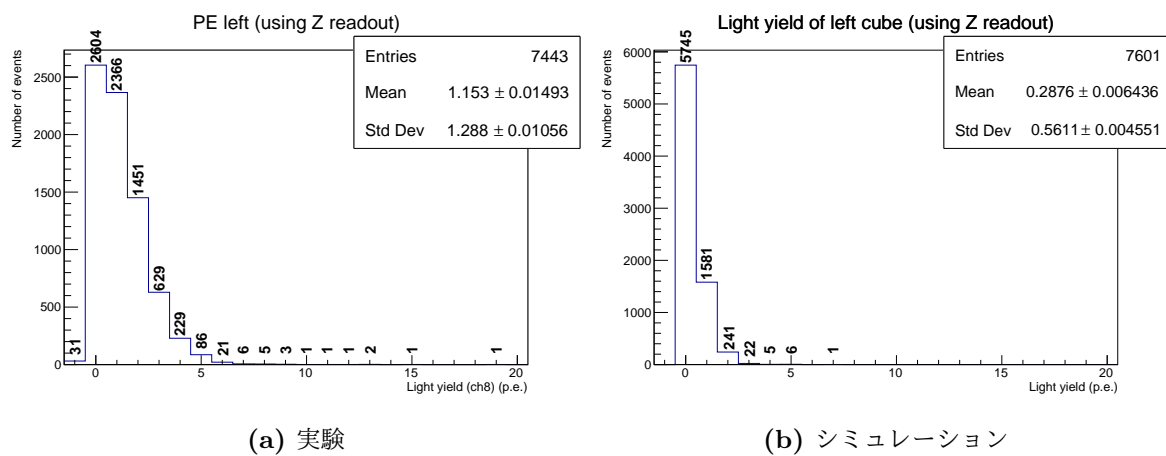 PE left (using Z readout)
Entries 7443
Mean 1.153 ± 0.01493
Std Dev 1.288 ± 0.01056
Number of events
2500
2000
1500
1000
500
0
31
2604
2366
1451
629
229
86
21
6
5
3
1
1
1
2
1
1
0 5 10 15 20
Light yield (ch8) (p.e.)
(a) 実験
Light yield of left cube (using Z readout)
Entries 7601
Mean 0.2876 ± 0.006436
Std Dev 0.5611 ± 0.004551
Number of events
6000
5000
4000
3000
2000
1000
0
5745
1581
241
22
5
6
1
0 5 10 15 20
Light yield (p.e.)
(b) シミュレーション